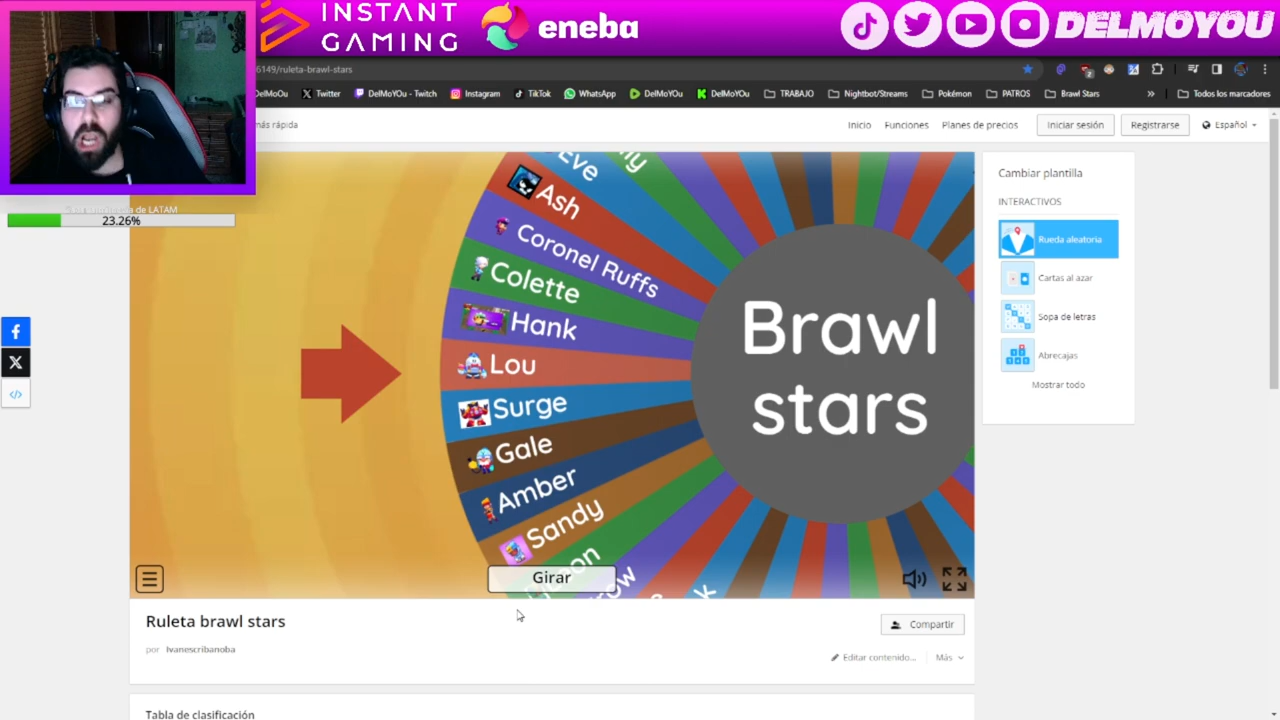 INSTANT
GAMING
eneba
DELMOYOU
6149/ruleta-brawl-stars
DelMoOu
Twitter
DelMoYOu - Twitch
Instagram
TikTok
WhatsApp
DelMoYOu
DelMoYOu
TRABAJO
Nightbot/Streams
Pokémon
PATROS
Brawl Stars
Todos los marcadores
más rápida
Inicio
Funciones
Planes de precios
Iniciar sesión
Registrarse
Español
de LATAM
23.26%
Eve
Ash
Coronel Ruffs
Colette
Hank
Lou
Surge
Gale
Amber
Sandy
Brawl
stars
Girar
Cambiar plantilla
INTERACTIVOS
Rueda aleatoria
Cartas al azar
Sopa de letras
Abrecajas
Mostrar todo
Ruleta brawl stars
por Ivanescribanoba
Compartir
Editar contenido...
Más
Tabla de clasificación